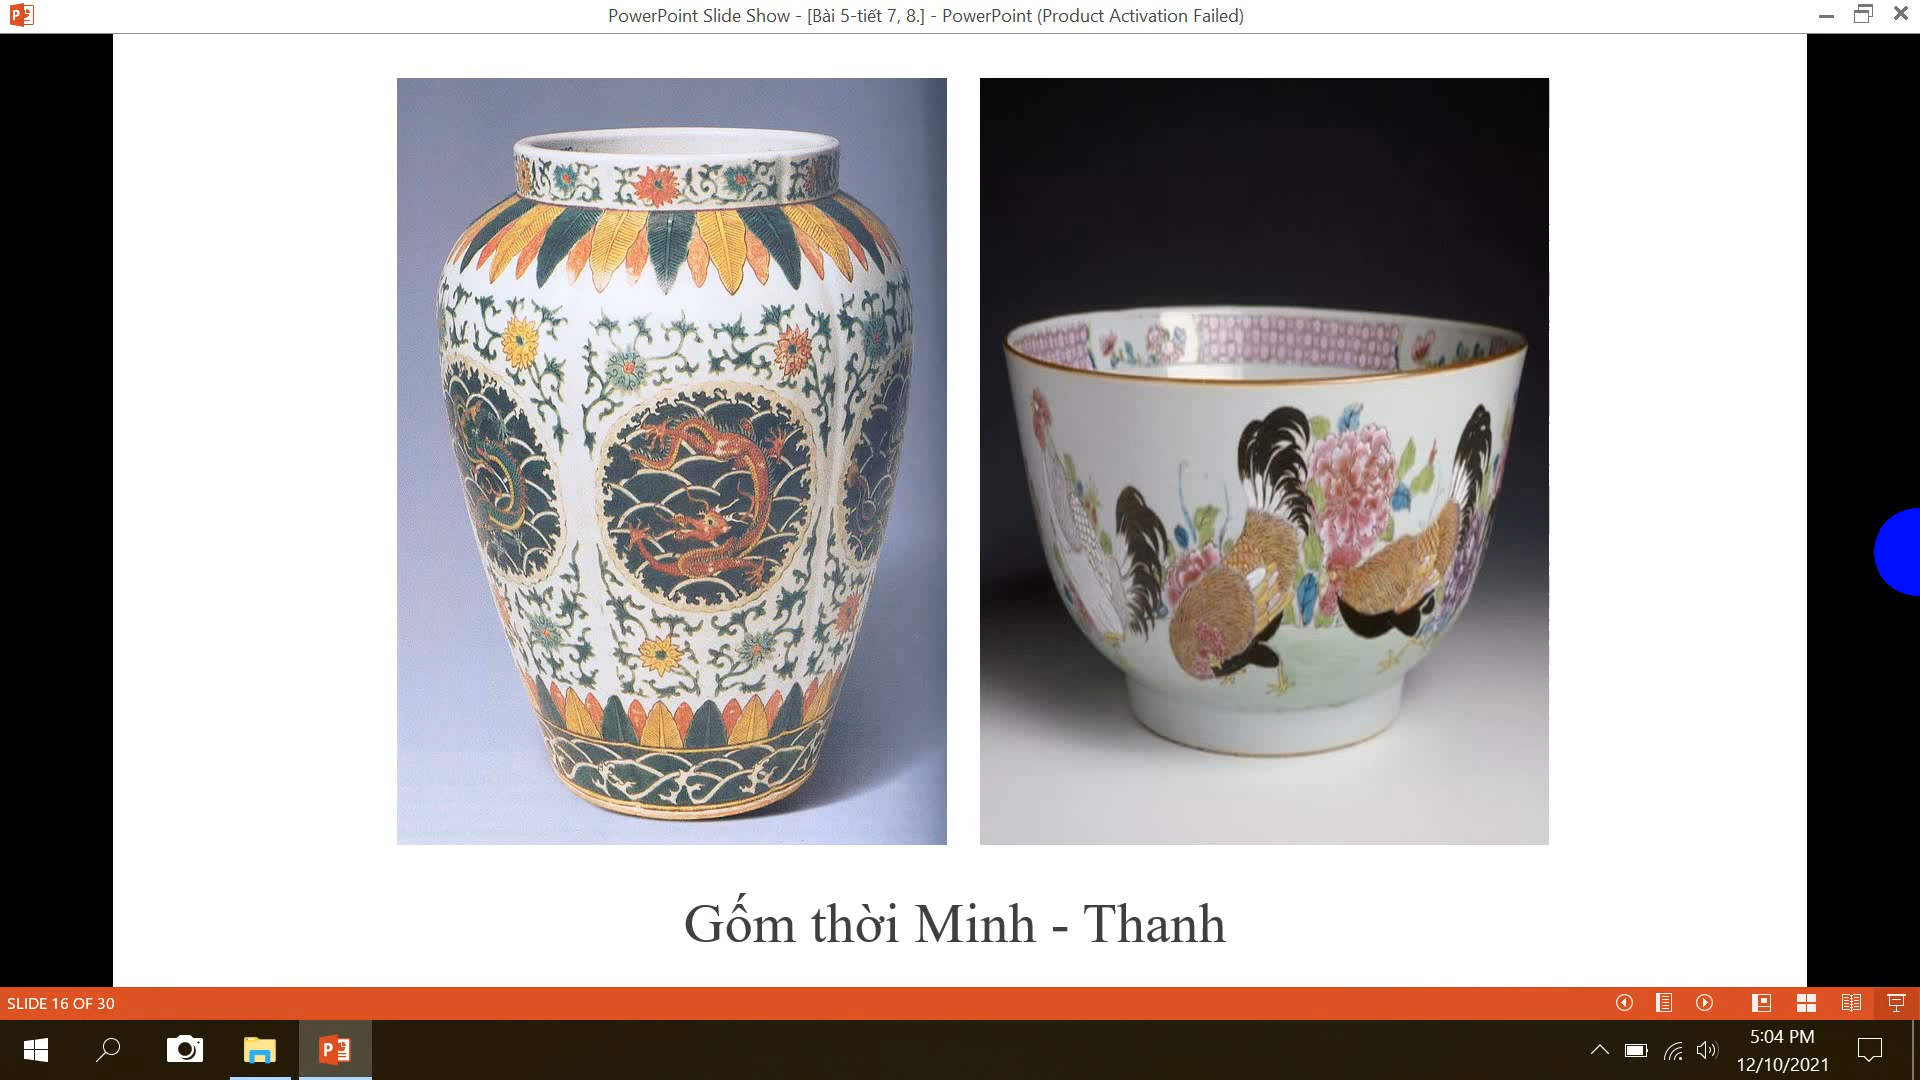 PowerPoint Slide Show - [Bài 5-tiết 7, 8.] - PowerPoint (Product Activation Failed)
Gốm thời Minh - Thanh
SLIDE 16 OF 30
5:04 PM
12/10/2021